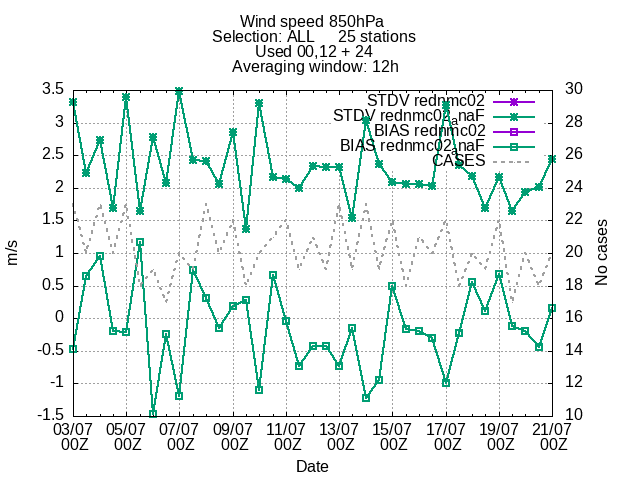 Wind speed 850hPa
Selection: ALL 25 stations
Used 00,12 + 24
Averaging window: 12h
3.5
3
2.5
2
1.5
1
0.5
0
-0.5
-1
-1.5
m/s
30
28
26
24
22
20
18
16
14
12
10
No cases
STDV rednmc02
STDV rednmc02anaF
BIAS rednmc02
BIAS rednmc02anaF
CASES
03/07 05/07 07/07 09/07 11/07 13/07 15/07 17/07 19/07 21/07
00Z 00Z 00Z 00Z 00Z 00Z 00Z 00Z 00Z 00Z
Date